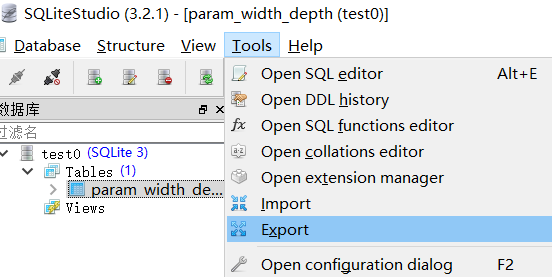 SQLiteStudio (3.2.1) - [param_width_depth (test0)]
Database Structure View Tools Help
Open SQL editor Alt+E
Open DDL history
数据库
Open SQL functions editor
过滤名
Open collations editor
test0 (SQLite 3)
Open extension manager
Tables (1)
Import
param_width_de...
Export
Views
Open configuration dialog F2